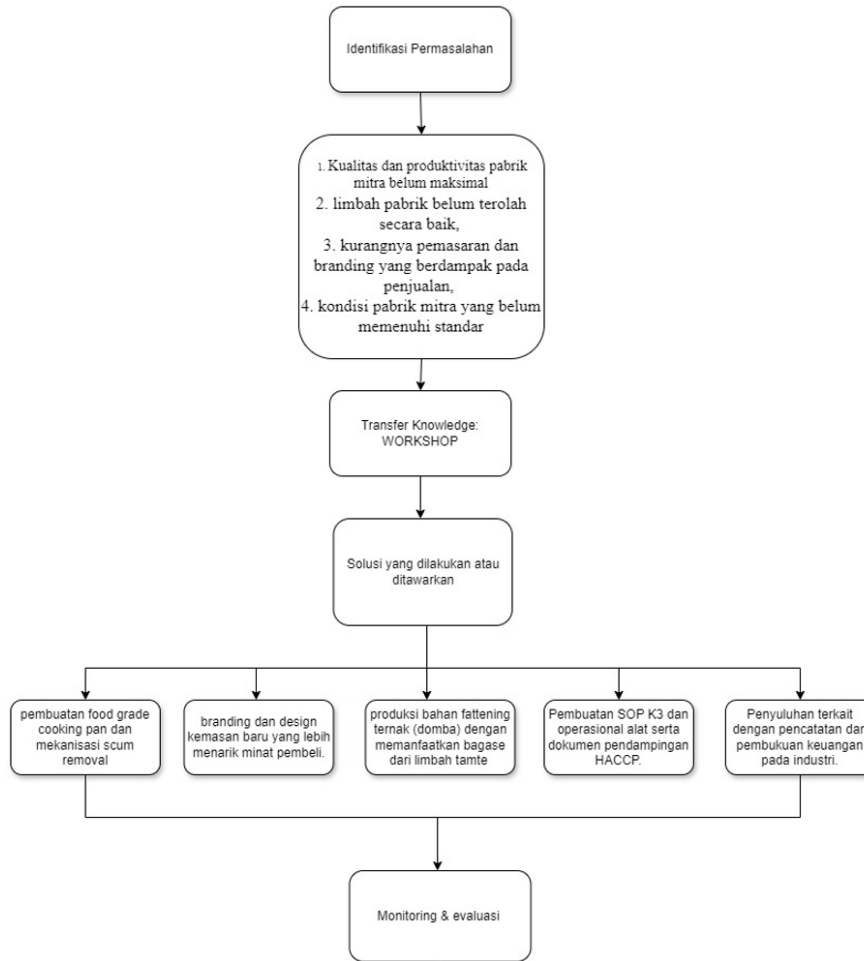 Identifikasi Permasalahan
1. Kualitas dan produktivitas pabrik
mitra belum maksimal
2. limbah pabrik belum terolah
secara baik,
3. kurangnya pemasaran dan
branding yang berdampak pada
penjualan,
4. kondisi pabrik mitra yang belum
memenuhi standar
Transfer Knowledge:
WORKSHOP
Solusi yang dilakukan atau
ditawarkan
pembuatan food grade
cooking pan dan
mekanisasi scum
removal
branding dan design
kemasan baru yang lebih
menarik minat pembeli.
produksi bahan fattening
ternak (domba) dengan
memanfaatkan bagase
dari limbah tamte
Pembuatan SOP K3 dan
operasional alat serta
dokumen pendampingan
HACCP.
Penyuluhan terkait
dengan pencatatan dan
pembukuan keuangan
pada industri.
Monitoring & evaluasi